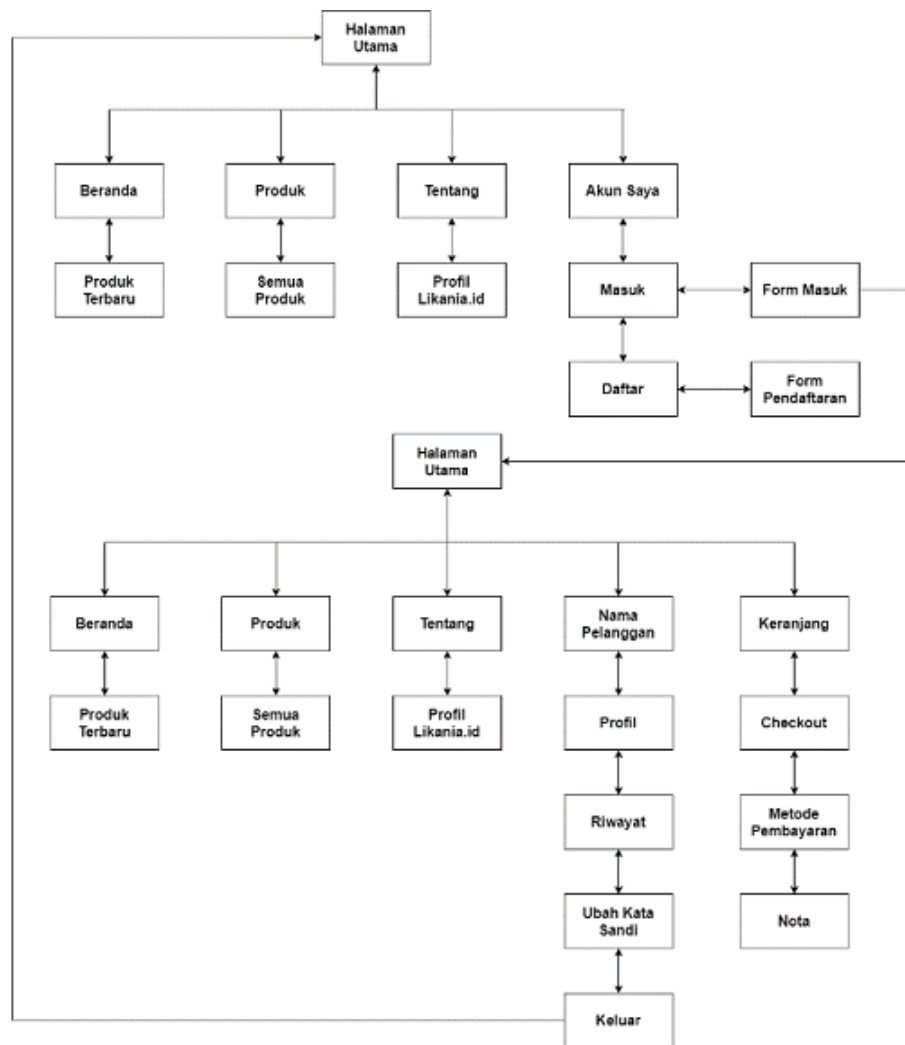 Halaman
Utama
Beranda
Produk
Tentang
Akun Saya
Produk
Terbaru
Semua
Produk
Profil
Likania.id
Masuk
Form Masuk
Daftar
Form
Pendaftaran
Halaman
Utama
Beranda
Produk
Tentang
Nama
Pelanggan
Keranjang
Produk
Terbaru
Semua
Produk
Profil
Likania.id
Profil
Checkout
Riwayat
Metode
Pembayaran
Ubah Kata
Sandi
Nota
Keluar